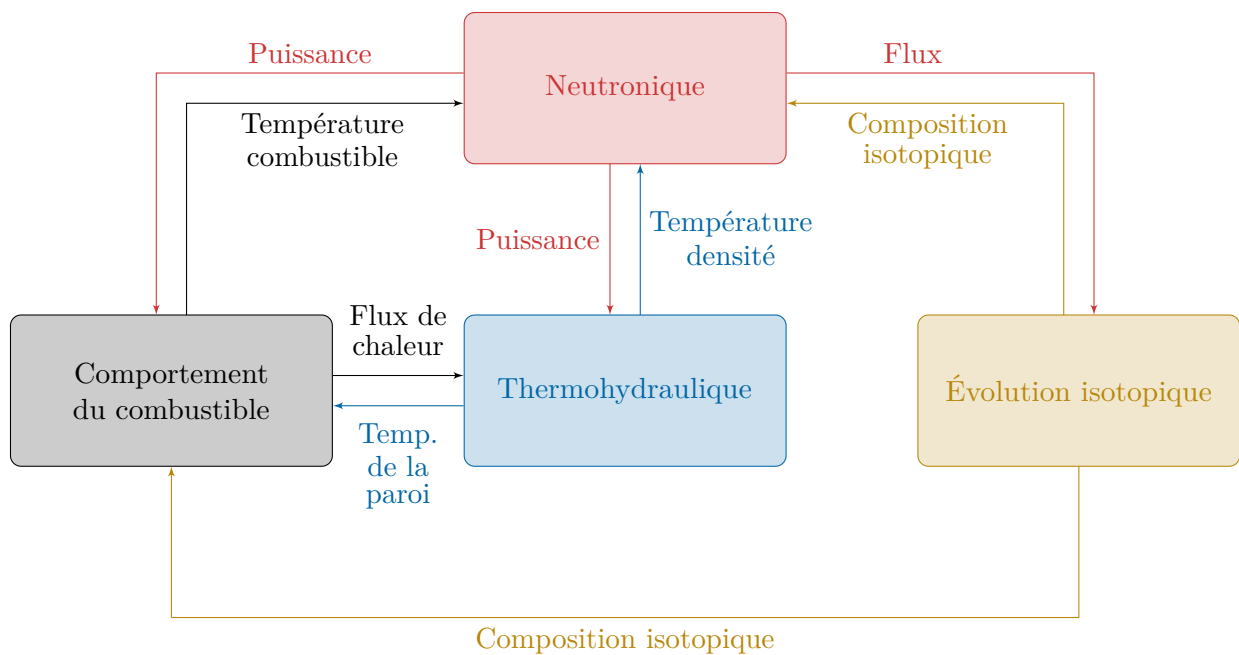 Puissance
Flux
Neutronique
Température
combustible
Composition
isotopique
Puissance
Température
densité
Flux de
chaleur
Comportement
du combustible
Thermohydraulique
Évolution isotopique
Temp.
de la
paroi
Composition isotopique